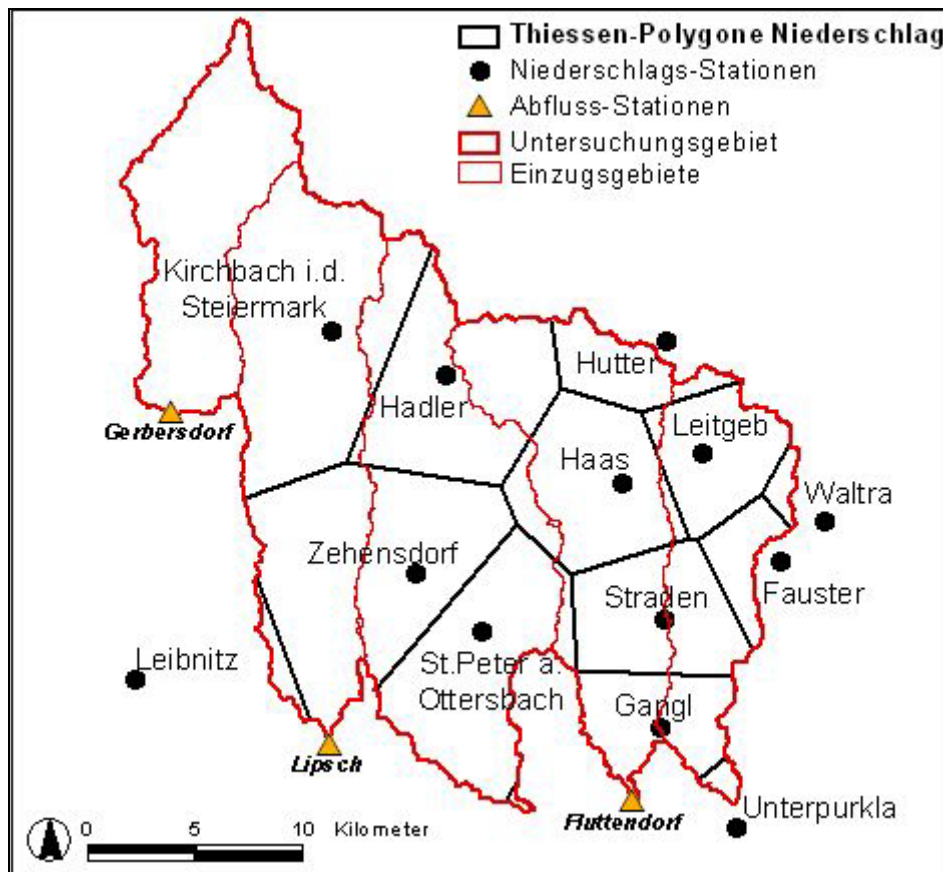 Thiessen-Polygone Niederschlag
Niederschlags-Stationen
Abfluss-Stationen
Untersuchungsgebiet
Einzugsgebiete
Kirchbach i.d.
Steiermark
Hutter
Hadler
Leitgeb
Gerbersdorf
Haas
Waltra
Zehensdorf
Fauster
Straden
Leibnitz
St.Peter a.
Ottersbach
Gangl
Lipsch
Fluttendorf
Unterpurkla
0 5 10 Kilometer